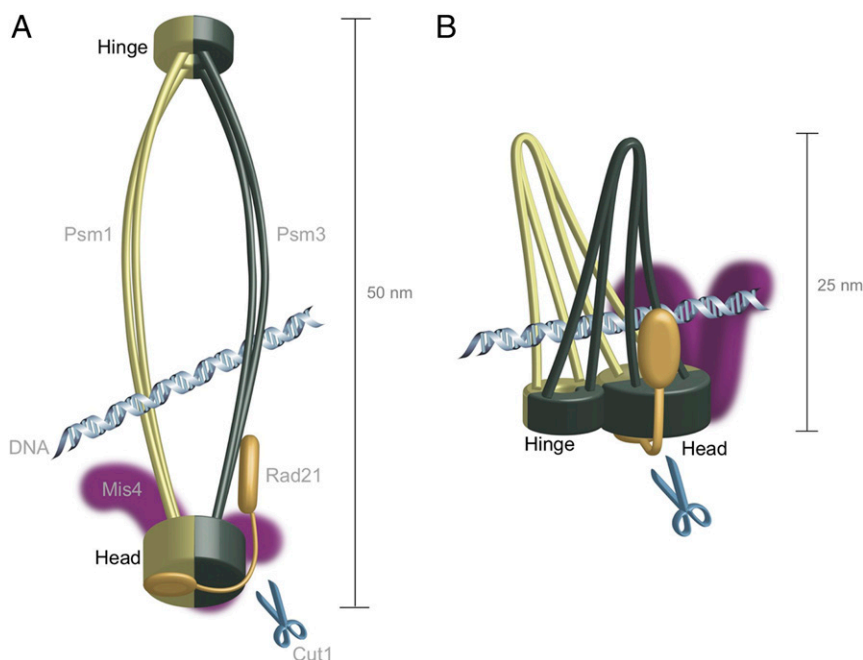 A
Hinge
Psm1
Psm3
50 nm
DNA
Mis4
Rad21
Head
Cut1
B
25 nm
Hinge
Head